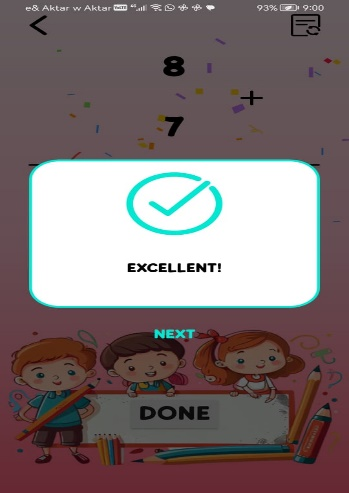 e& Aktar w Aktar 93% 9:00
8
+
7
EXCELLENT!
NEXT
DONE